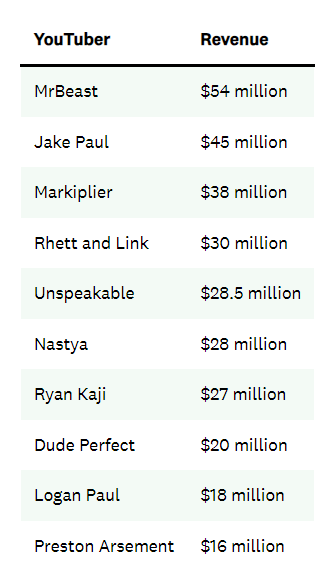 YouTuber Revenue
MrBeast $54 million
Jake Paul $45 million
Markiplier $38 million
Rhett and Link $30 million
Unspeakable $28.5 million
Nastya $28 million
Ryan Kaji $27 million
Dude Perfect $20 million
Logan Paul $18 million
Preston Arsement $16 million